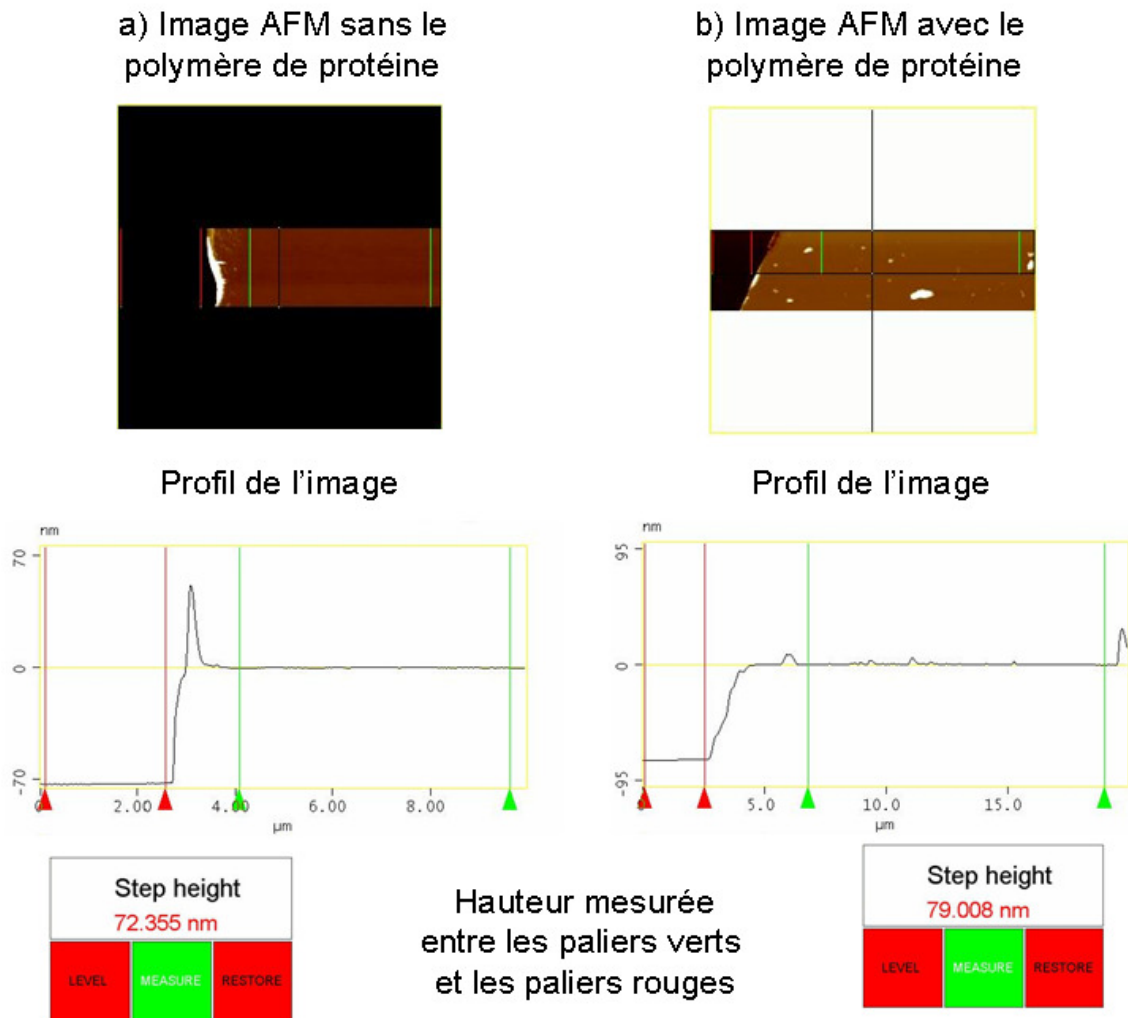 a) Image AFM sans le
polymère de protéine
b) Image AFM avec le
polymère de protéine
Profil de l'image
nm
70
0
-70
0
2.00
4.00
6.00
8.00
µm
Profil de l'image
nm
95
0
-95
5.0
10.0
15.0
µm
Step height
72.355 nm
LEVEL
MEASURE
RESTORE
Hauteur mesurée
entre les paliers verts
et les paliers rouges
Step height
79.008 nm
LEVEL
MEASURE
RESTORE